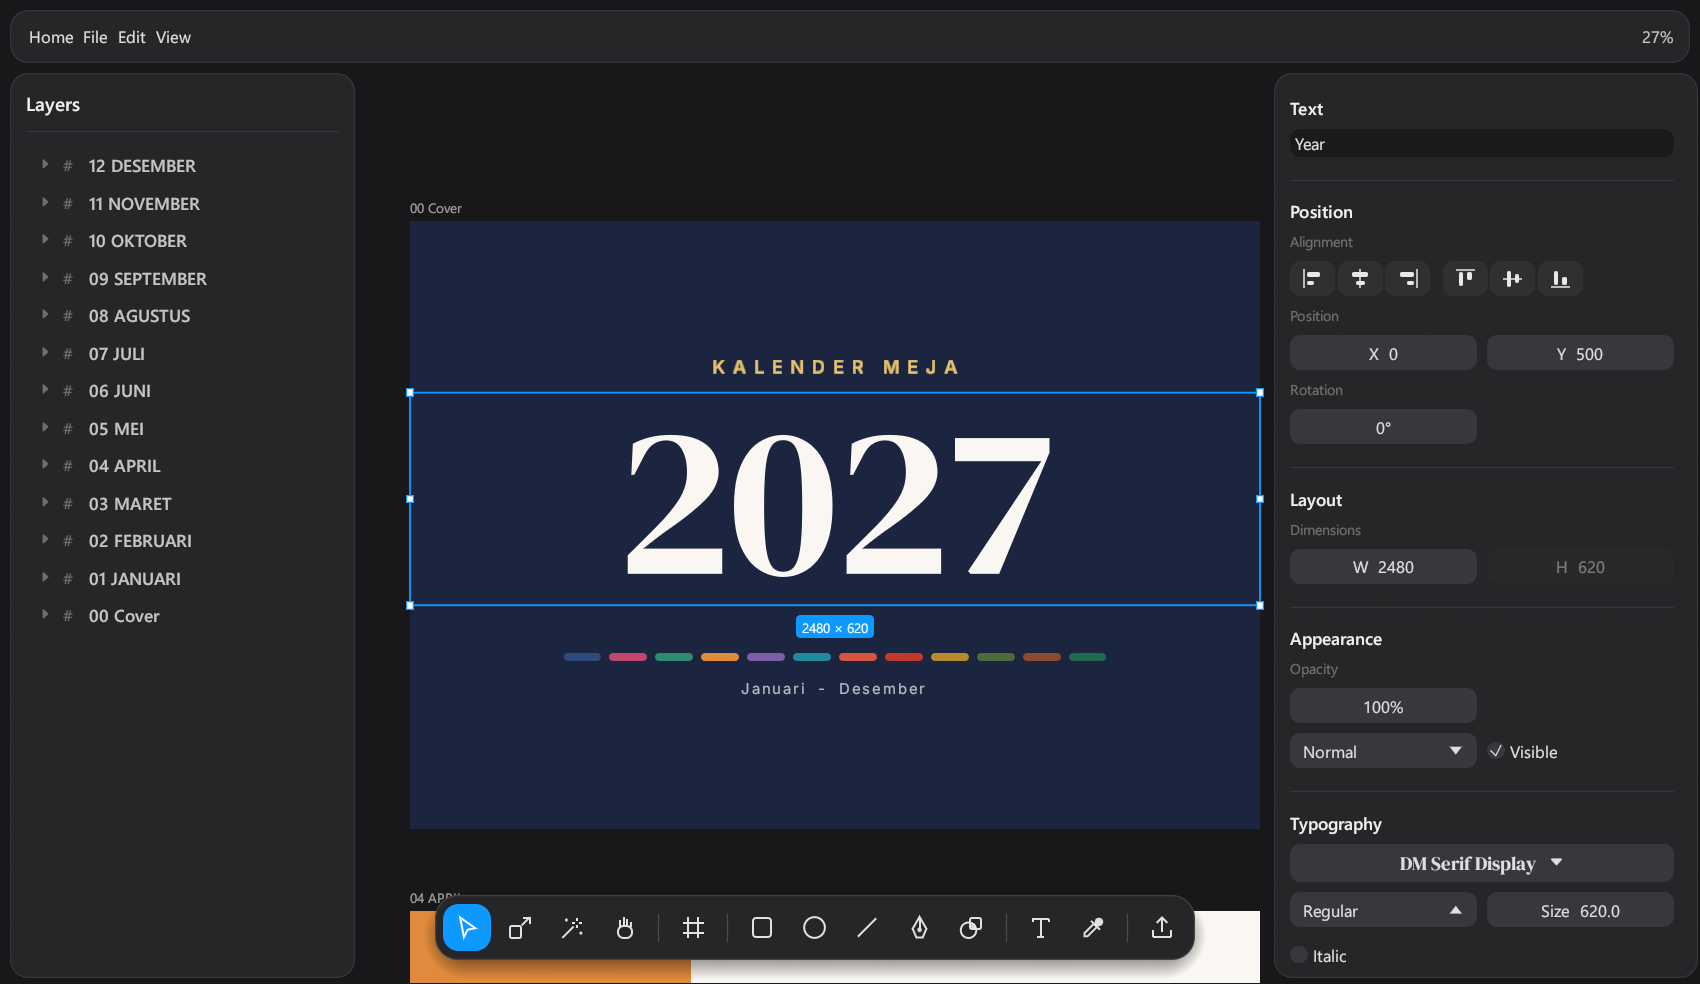 Home File Edit View
27%
Layers
# 12 DESEMBER
# 11 NOVEMBER
# 10 OKTOBER
# 09 SEPTEMBER
# 08 AGUSTUS
# 07 JULI
# 06 JUNI
# 05 MEI
# 04 APRIL
# 03 MARET
# 02 FEBRUARI
# 01 JANUARI
# 00 Cover
00 Cover
KALENDER MEJA
2027
2480 × 620
Januari - Desember
04 APRIL
Text
Year
Position
Alignment
Position
X 0 Y 500
Rotation
0°
Layout
Dimensions
W 2480 H 620
Appearance
Opacity
100%
Normal Visible
Typography
DM Serif Display
Regular Size 620.0
Italic